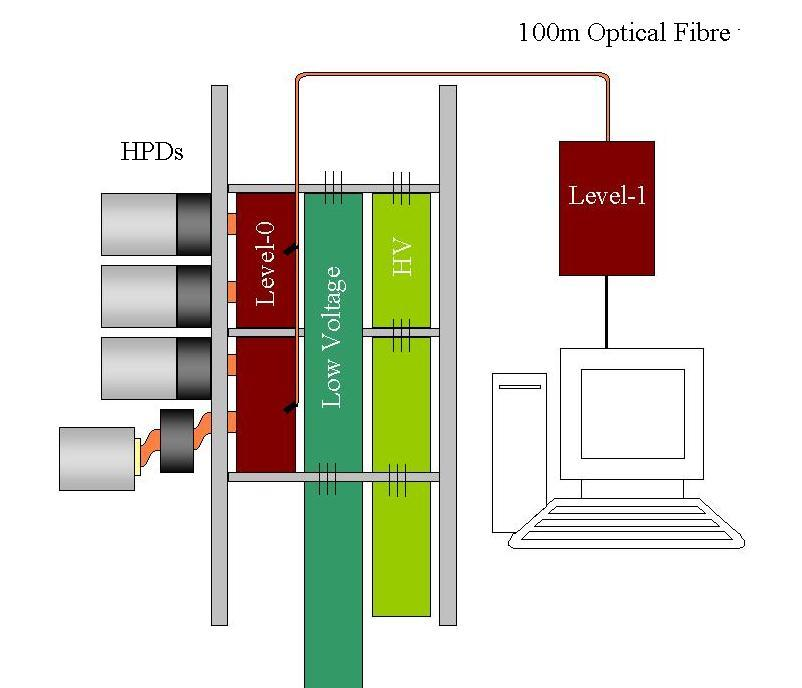 100m Optical Fibre
HPDs
Level-1
Level-0
Low Voltage
HV